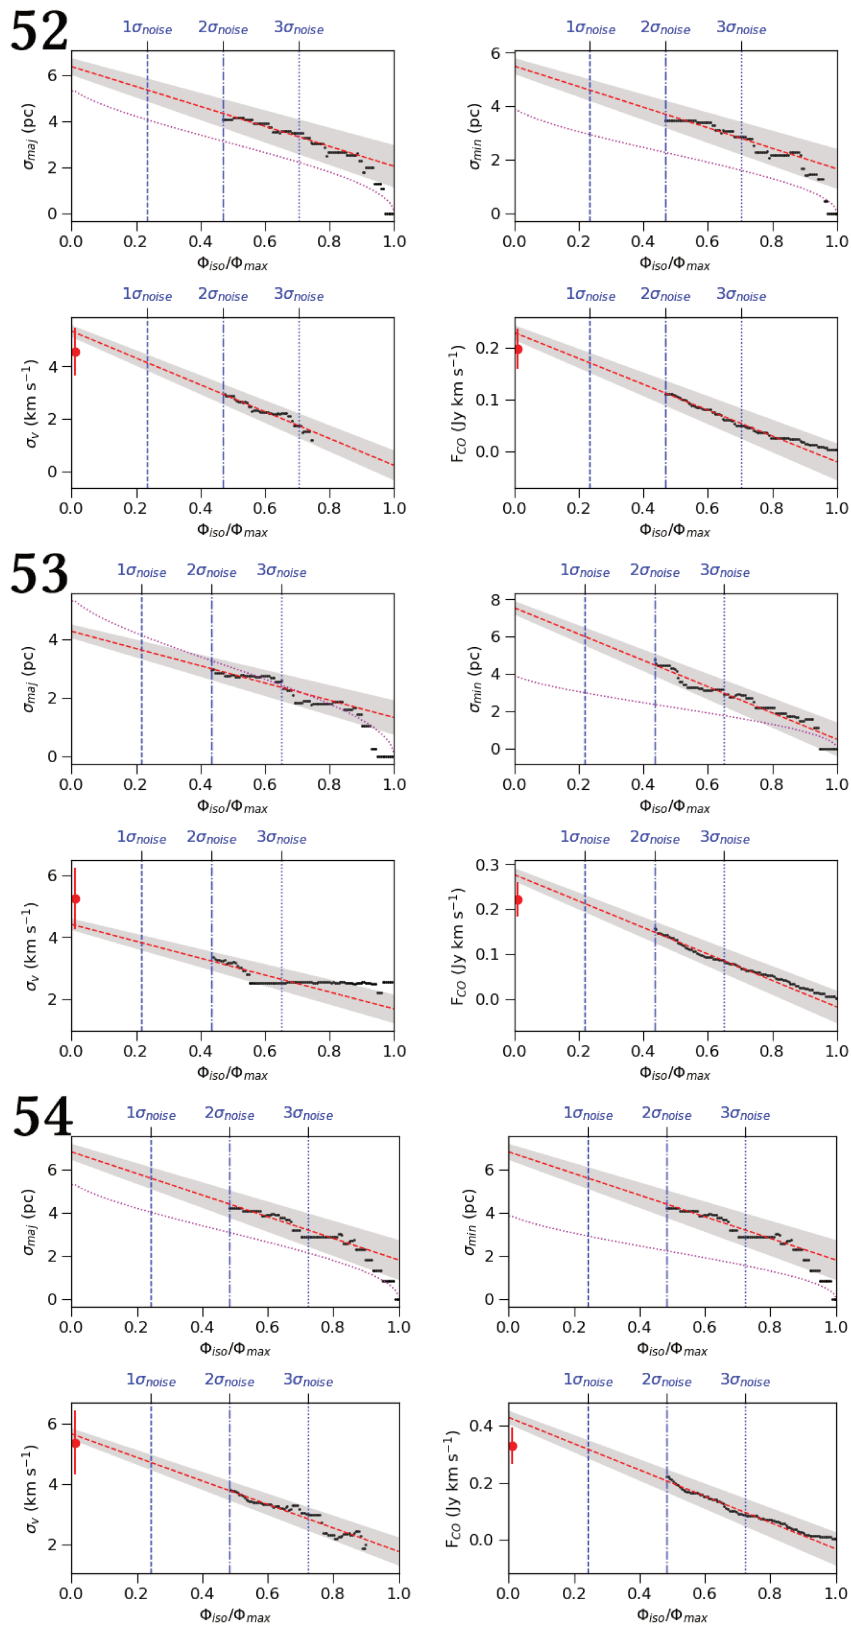 52
1σnoise 2σnoise 3σnoise
1σnoise 2σnoise 3σnoise
σmaj (pc)
6
4
2
0
0.0 0.2 0.4 0.6 0.8 1.0
Φiso/Φmax
σmin (pc)
6
4
2
0
0.0 0.2 0.4 0.6 0.8 1.0
Φiso/Φmax
1σnoise 2σnoise 3σnoise
1σnoise 2σnoise 3σnoise
σv (km s−1)
4
2
0
0.0 0.2 0.4 0.6 0.8 1.0
Φiso/Φmax
FCO (Jy km s−1)
0.2
0.1
0.0
0.0 0.2 0.4 0.6 0.8 1.0
Φiso/Φmax
53
1σnoise 2σnoise 3σnoise
1σnoise 2σnoise 3σnoise
σmaj (pc)
4
2
0
0.0 0.2 0.4 0.6 0.8 1.0
Φiso/Φmax
σmin (pc)
8
6
4
2
0
0.0 0.2 0.4 0.6 0.8 1.0
Φiso/Φmax
1σnoise 2σnoise 3σnoise
1σnoise 2σnoise 3σnoise
σv (km s−1)
6
4
2
0.0 0.2 0.4 0.6 0.8 1.0
Φiso/Φmax
FCO (Jy km s−1)
0.3
0.2
0.1
0.0
0.0 0.2 0.4 0.6 0.8 1.0
Φiso/Φmax
54
1σnoise 2σnoise 3σnoise
1σnoise 2σnoise 3σnoise
σmaj (pc)
6
4
2
0
0.0 0.2 0.4 0.6 0.8 1.0
Φiso/Φmax
σmin (pc)
6
4
2
0
0.0 0.2 0.4 0.6 0.8 1.0
Φiso/Φmax
1σnoise 2σnoise 3σnoise
1σnoise 2σnoise 3σnoise
σv (km s−1)
6
4
2
0.0 0.2 0.4 0.6 0.8 1.0
Φiso/Φmax
FCO (Jy km s−1)
0.4
0.2
0.0
0.0 0.2 0.4 0.6 0.8 1.0
Φiso/Φmax